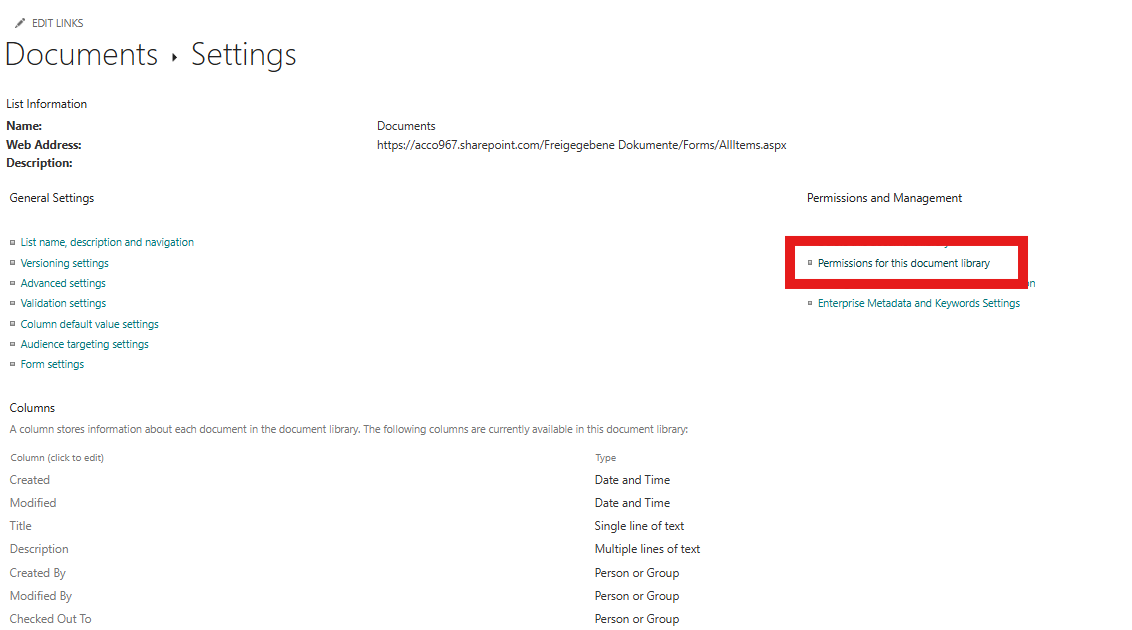 EDIT LINKS
Documents ▸ Settings
List Information
Name: Documents
Web Address: https://acco967.sharepoint.com/Freigegebene Dokumente/Forms/AllItems.aspx
Description:
General Settings
Permissions and Management
List name, description and navigation
Versioning settings
Permissions for this document library
Advanced settings
Validation settings
Enterprise Metadata and Keywords Settings
Column default value settings
Audience targeting settings
Form settings
Columns
A column stores information about each document in the document library. The following columns are currently available in this document library:
Column (click to edit) Type
Created Date and Time
Modified Date and Time
Title Single line of text
Description Multiple lines of text
Created By Person or Group
Modified By Person or Group
Checked Out To Person or Group